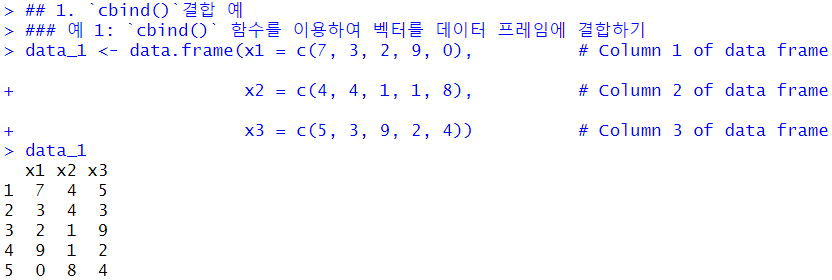 > ## 1. `cbind()`결합 예
> ### 예 1: `cbind()` 함수를 이용하여 벡터를 데이터 프레임에 결합하기
> data_1 <- data.frame(x1 = c(7, 3, 2, 9, 0),          # Column 1 of data frame
+                      x2 = c(4, 4, 1, 1, 8),          # Column 2 of data frame
+                      x3 = c(5, 3, 9, 2, 4))          # Column 3 of data frame
> data_1
  x1 x2 x3
1  7  4  5
2  3  4  3
3  2  1  9
4  9  1  2
5  0  8  4